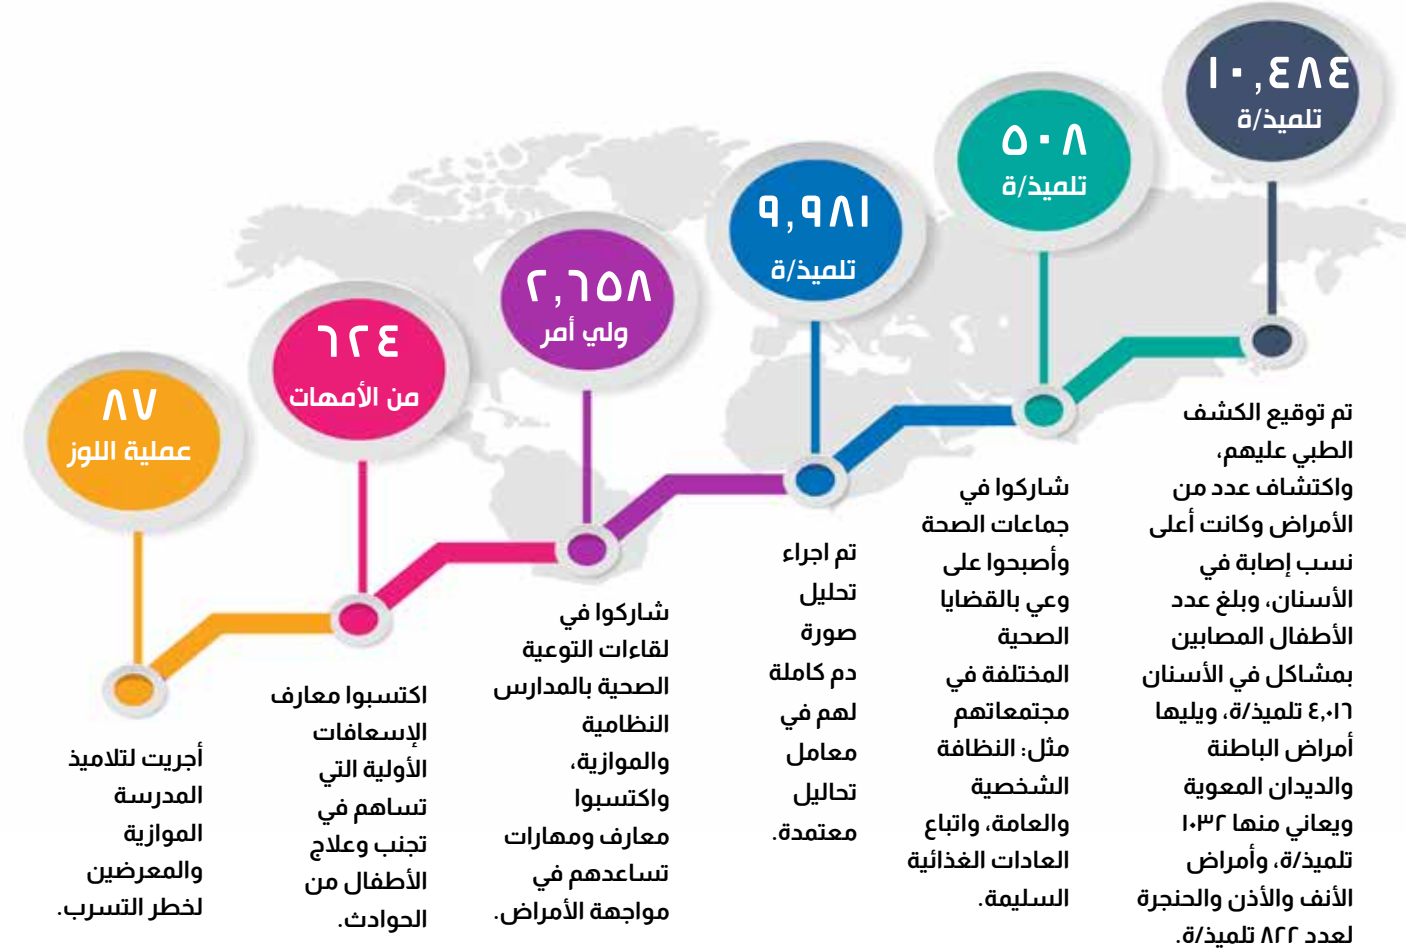 ١٠,٤٨٤
تلميذ/ة
تم توقيع الكشف
الطبي عليهم،
واكتشاف عدد من
الأمراض وكانت أعلى
نسب إصابة في
الأسنان، وبلغ عدد
الأطفال المصابين
بمشاكل في الأسنان
٤,٠١٦ تلميذ/ة، ويليها
أمراض الباطنة
والديدان المعوية
ويعاني منها ١٠٣٢
تلميذ/ة، وأمراض
الأنف والأذن والحنجرة
لعدد ٨٢٢ تلميذ/ة.
٥٠٨
تلميذ/ة
شاركوا في
جماعات الصحة
وأصبحوا على
وعي بالقضايا
الصحية
المختلفة في
مجتمعاتهم
مثل: النظافة
الشخصية
والعامة، واتباع
العادات الغذائية
السليمة.
٩,٩٨١
تلميذ/ة
تم اجراء
تحليل
صورة
دم كاملة
لهم في
معامل
تحاليل
معتمدة.
٢,٦٥٨
ولي أمر
شاركوا في
لقاءات التوعية
الصحية بالمدارس
النظامية
والموازية،
واكتسبوا
معارف ومهارات
تساعدهم في
مواجهة الأمراض.
٦٢٤
من الأمهات
اكتسبوا معارف
الإسعافات
الأولية التي
تساهم في
تجنب وعلاج
الأطفال من
الحوادث.
٨٧
عملية اللوز
أجريت لتلاميذ
المدرسة
الموازية
والمعرضين
لخطر التسرب.